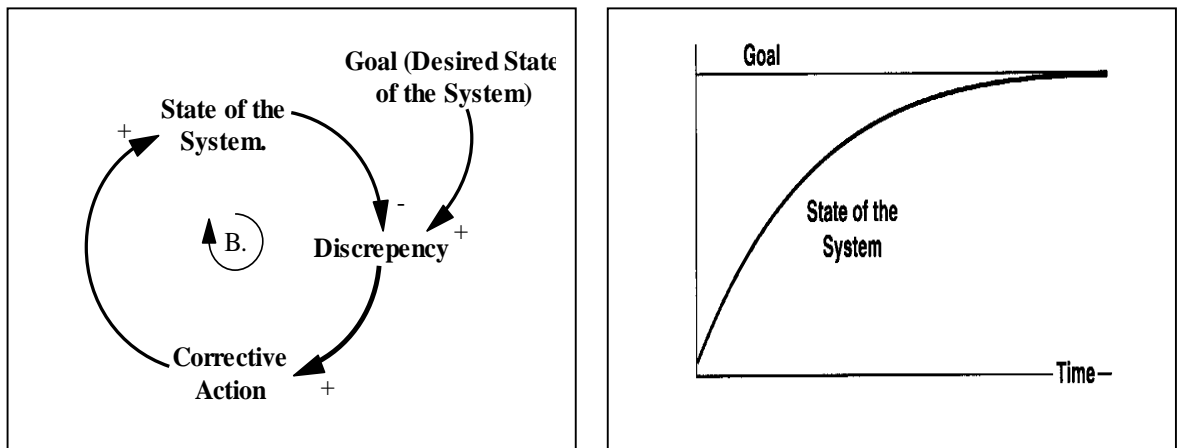 Goal (Desired State
of the System)
State of the
System.
+
-
+
Discrepency
B.
Corrective
Action
+
Goal
State of the
System
Time